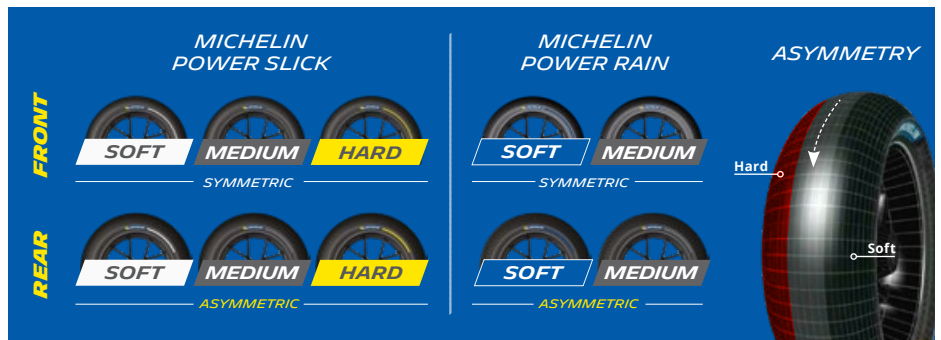 MICHELIN
POWER SLICK
MICHELIN
POWER RAIN
ASYMMETRY
FRONT
SOFT
MEDIUM
HARD
SOFT
MEDIUM
SYMMETRIC
SYMMETRIC
Hard
Soft
REAR
SOFT
MEDIUM
HARD
SOFT
MEDIUM
ASYMMETRIC
ASYMMETRIC